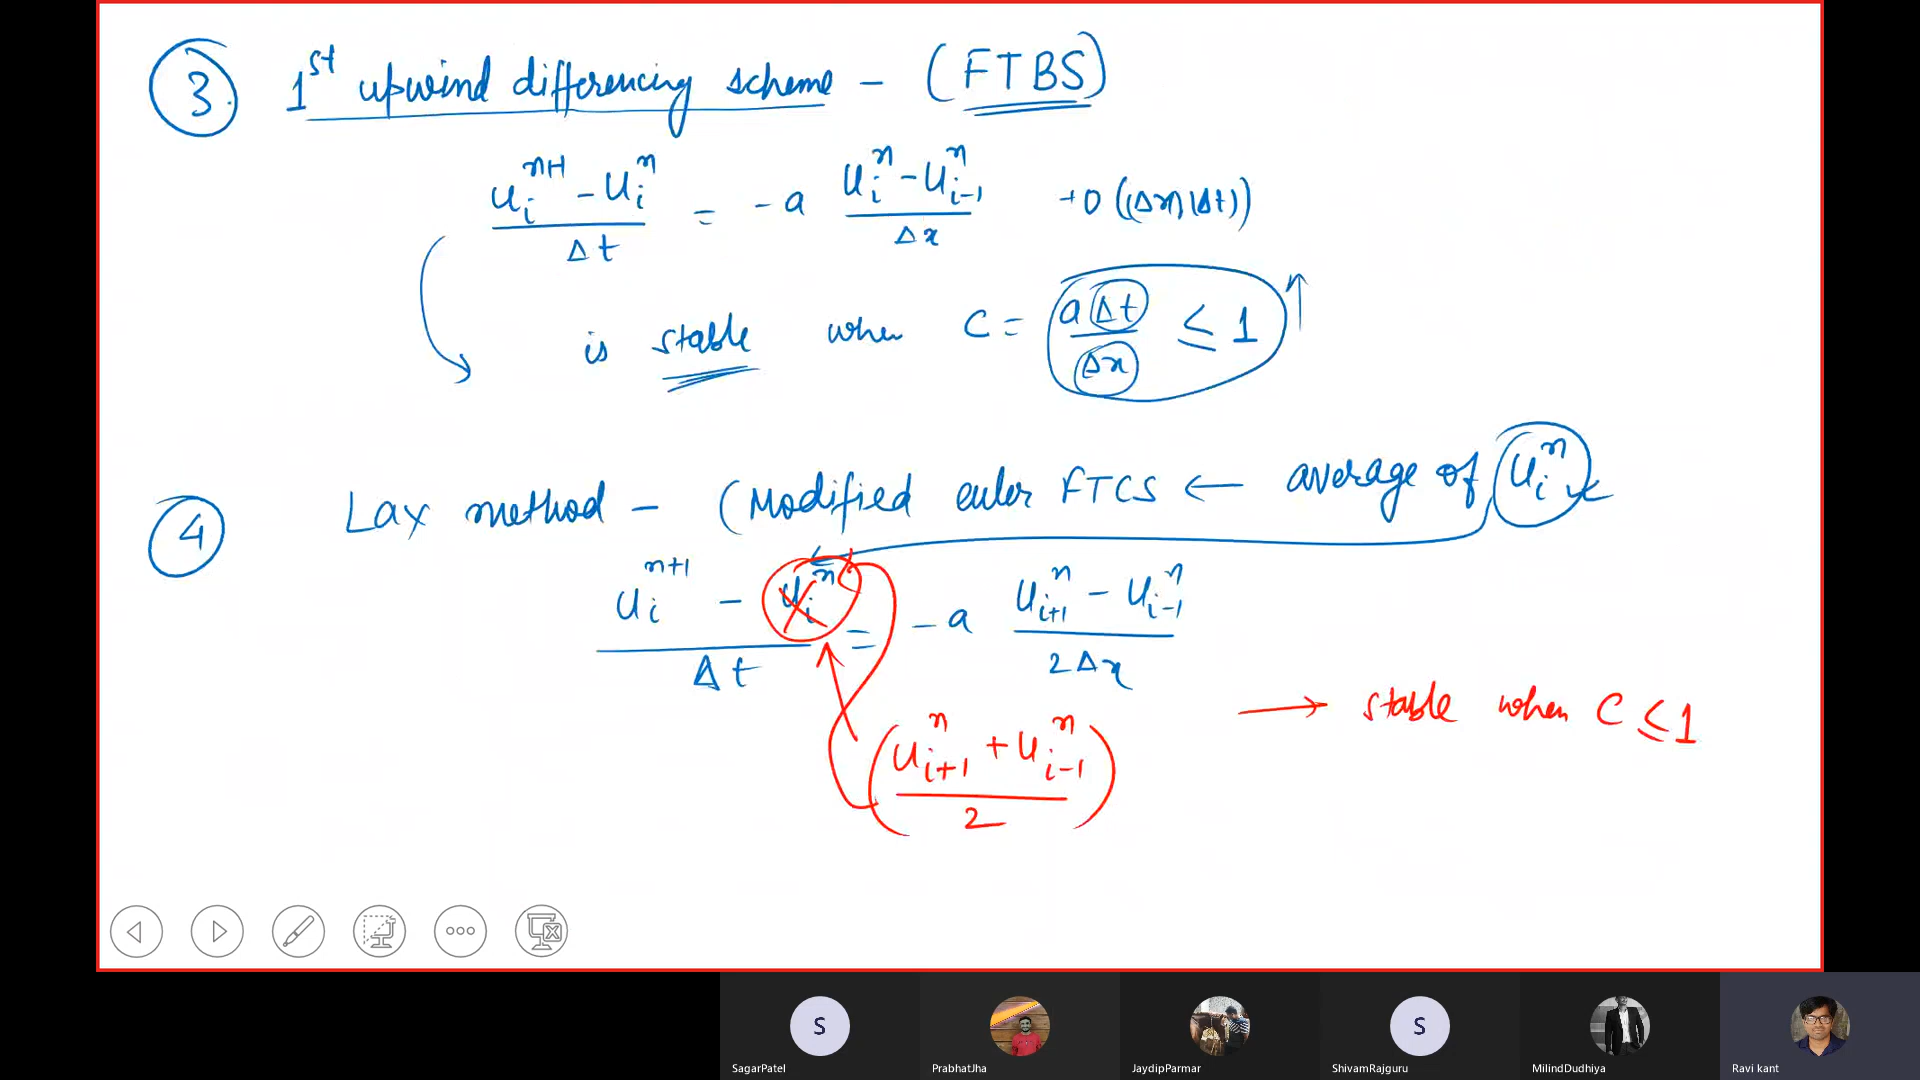 3 1st upwind differencing scheme - (FTBS)
(u_i^{n+1} - u_i^n) / Δt = -a (u_i^n - u_{i-1}^n) / Δx + O((Δx, Δt))
is stable when C = aΔt / Δx ≤ 1
4 Lax method - (Modified euler FTCS ← average of u_i^n
(u_i^{n+1} - u_i^n) / Δt = -a (u_{i+1}^n - u_{i-1}^n) / 2Δx
→ stable when C ≤ 1
((u_{i+1}^n + u_{i-1}^n) / 2)
S S
SagarPatel PrabhatJha JaydipParmar ShivamRajguru MilindDudhiya Ravi kant